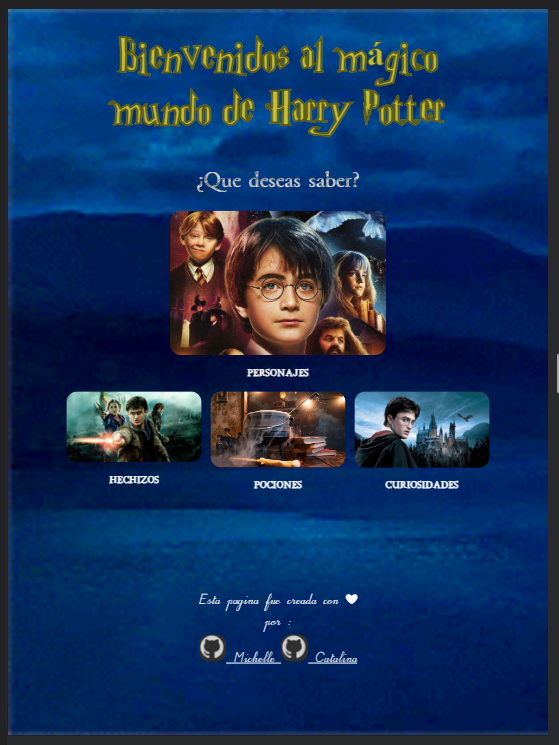 Bienvenidos al mágico
mundo de Harry Potter
¿Que deseas saber?
PERSONAJES
HECHIZOS
POCIONES
CURIOSIDADES
Esta pagina fue creada con
por :
Michelle Catalina